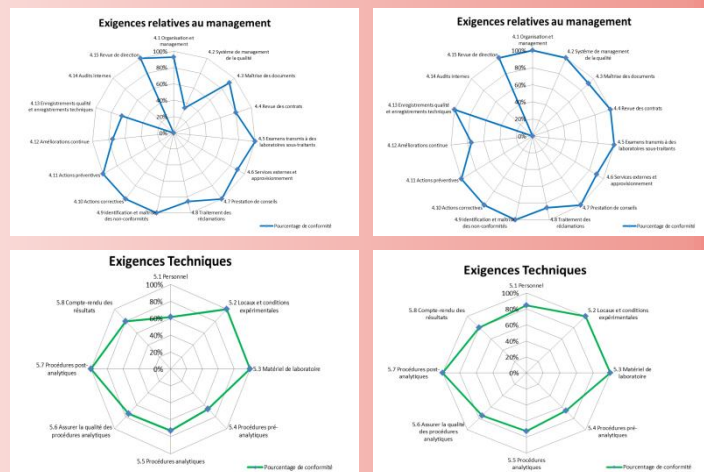 Exigences relatives au management
4.1 Organisation et
management
4.2 Système de management
de la qualité
4.3 Maîtrise des documents
4.4 Revue des contrats
4.5 Examens transmis à des
laboratoires sous traitants
4.6 Services externes et
approvisionnement
4.7 Prestation de conseils
4.8 Traitement des
réclamations
4.9 Identification et maîtrise
des non-conformités
4.10 Actions correctives
4.11 Actions préventives
4.12 Améliorations continue
4.13 Enregistrements qualité
et enregistrements techniques
4.14 Audits Internes
4.15 Revue de direction
100%
80%
60%
40%
20%
0%
Pourcentage de conformité
Exigences relatives au management
4.1 Organisation et
management
4.2 Système de management
de la qualité
4.3 Maîtrise des documents
4.4 Revue des contrats
4.5 Examens transmis à des
laboratoires sous traitants
4.6 Services externes et
approvisionnement
4.7 Prestation de conseils
4.8 Traitement des
réclamations
4.9 Identification et maîtrise
des non-conformités
4.10 Actions correctives
4.11 Actions préventives
4.12 Améliorations continue
4.13 Enregistrements qualité
et enregistrements techniques
4.14 Audits Internes
4.15 Revue de direction
100%
80%
60%
40%
20%
0%
Pourcentage de conformité
Exigences Techniques
5.1 Personnel
5.2 Locaux et conditions
expérimentales
5.3 Matériel de laboratoire
5.4 Procédures pré-
analytiques
5.5 Procédures analytiques
5.6 Assurer la qualité des
procédures analytiques
5.7 Procédures post-
analytiques
5.8 Compte-rendu des
résultats
100%
80%
60%
40%
20%
0%
Pourcentage de conformité
Exigences Techniques
5.1 Personnel
5.2 Locaux et conditions
expérimentales
5.3 Matériel de
laboratoire
5.4 Procédures pré-
analytiques
5.5 Procédures
analytiques
5.6 Assurer la qualité
des procédures
analytiques
5.7 Procédures post-
analytiques
5.8 Compte-rendu des
résultats
100%
80%
60%
40%
20%
0%
Pourcentage de conformité